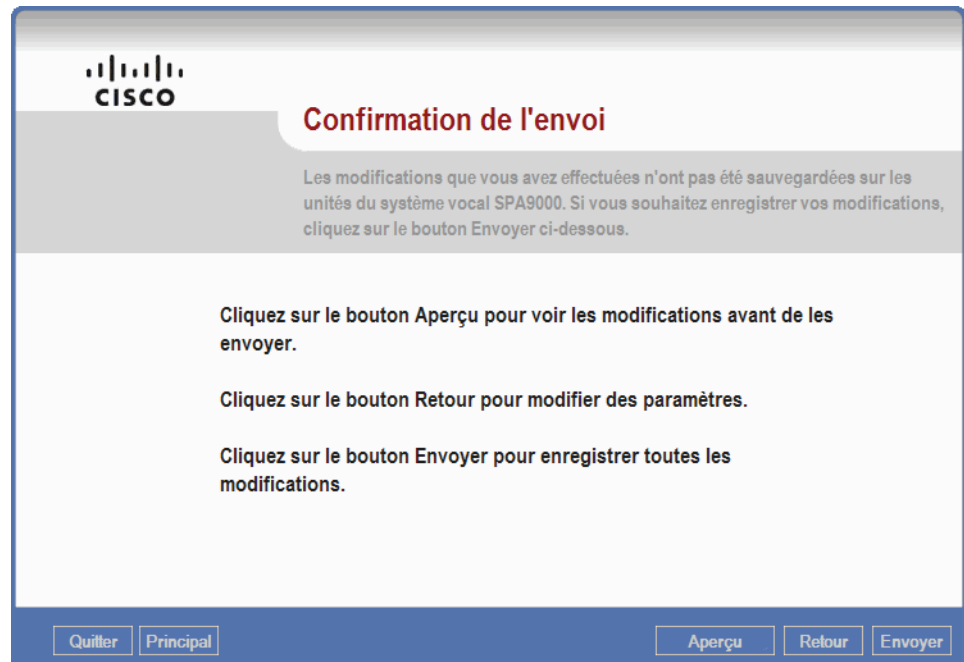 CISCO
Confirmation de l'envoi
Les modifications que vous avez effectuées n'ont pas été sauvegardées sur les
unités du système vocal SPA9000. Si vous souhaitez enregistrer vos modifications,
cliquez sur le bouton Envoyer ci-dessous.
Cliquez sur le bouton Aperçu pour voir les modifications avant de les
envoyer.
Cliquez sur le bouton Retour pour modifier des paramètres.
Cliquez sur le bouton Envoyer pour enregistrer toutes les
modifications.
Quitter Principal Aperçu Retour Envoyer